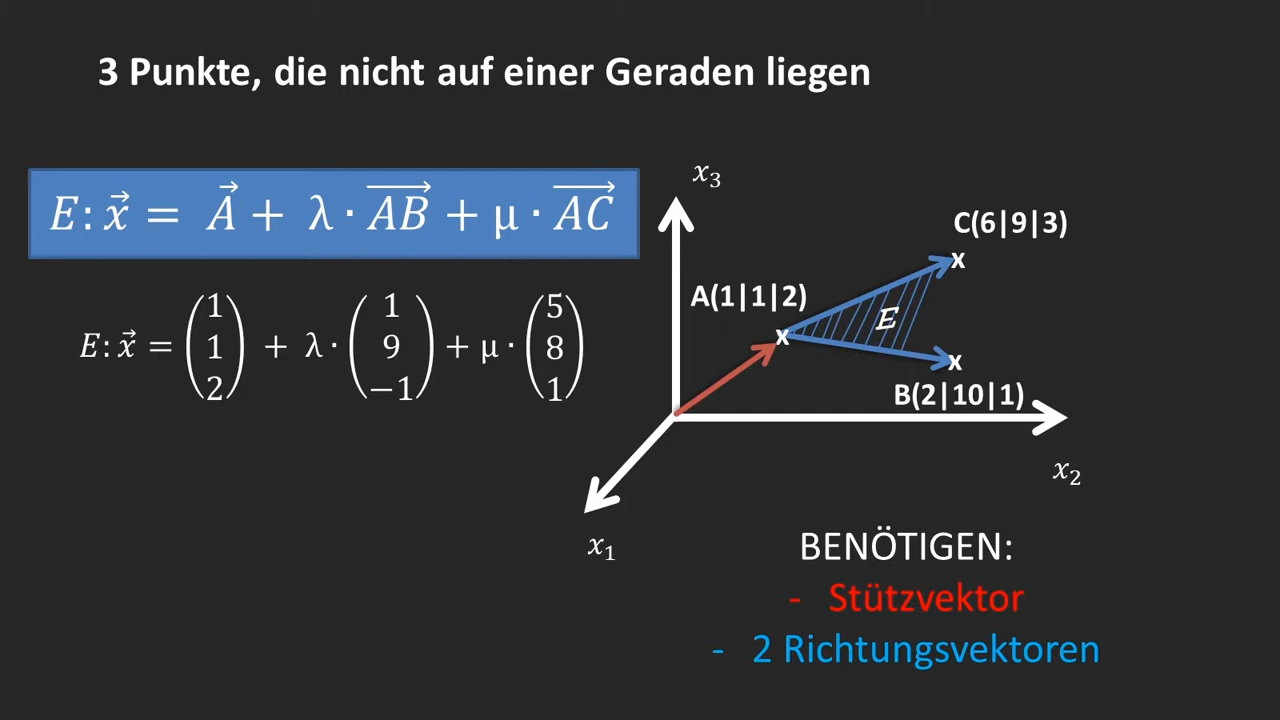 3 Punkte, die nicht auf einer Geraden liegen
E: x⃗ = A⃗ + λ · AB⃗ + μ · AC⃗
E: x⃗ = (1 1 2) + λ · (1 9 −1) + μ · (5 8 1)
x₃
C(6|9|3)
x
A(1|1|2)
x
E
x
B(2|10|1)
x₂
x₁
BENÖTIGEN:
- Stützvektor
- 2 Richtungsvektoren